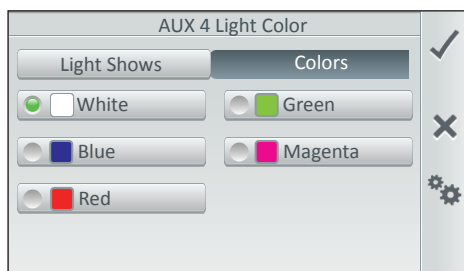 AUX 4 Light Color
Light Shows
Colors
White
Green
Blue
Magenta
Red